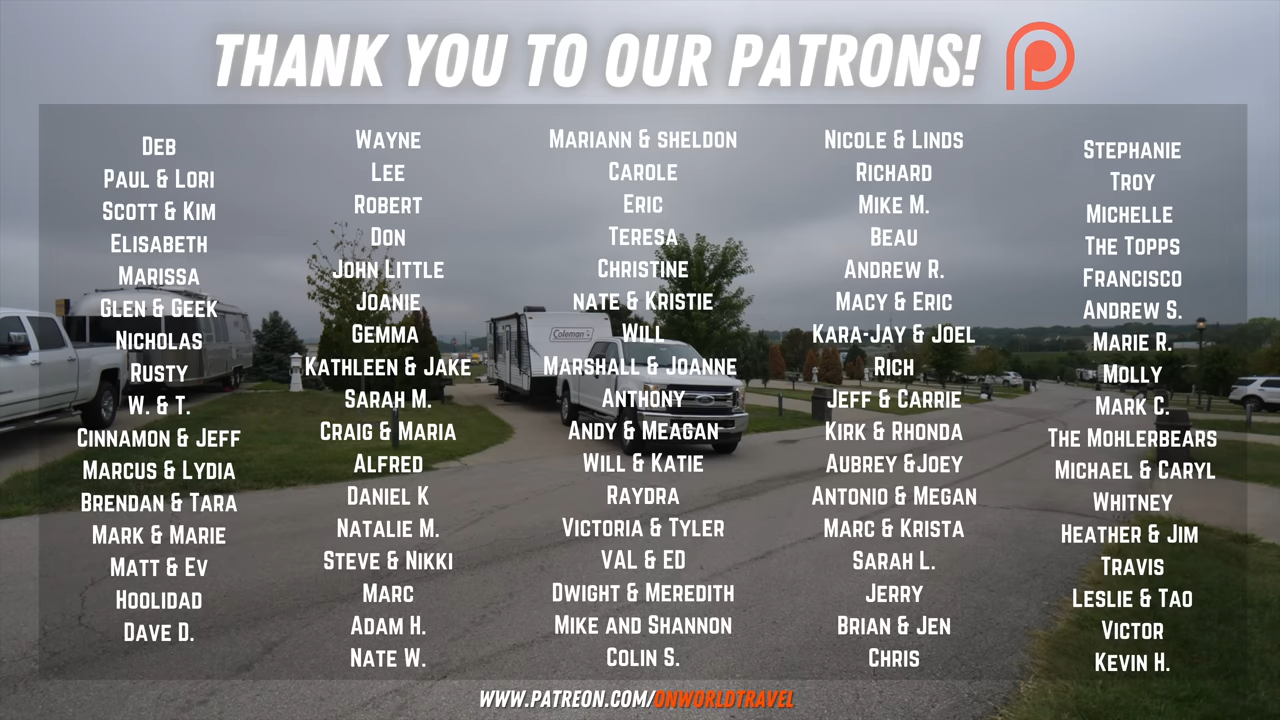 THANK YOU TO OUR PATRONS!
DEB
PAUL & LORI
SCOTT & KIM
ELISABETH
MARISSA
GLEN & GEEK
NICHOLAS
RUSTY
W. & T.
CINNAMON & JEFF
MARCUS & LYDIA
BRENDAN & TARA
MARK & MARIE
MATT & EV
HOOLIDAD
DAVE D.
WAYNE
LEE
ROBERT
DON
JOHN LITTLE
JOANIE
GEMMA
KATHLEEN & JAKE
SARAH M.
CRAIG & MARIA
ALFRED
DANIEL K
NATALIE M.
STEVE & NIKKI
MARC
ADAM H.
NATE W.
MARIANN & SHELDON
CAROLE
ERIC
TERESA
CHRISTINE
NATE & KRISTIE
WILL
MARSHALL & JOANNE
ANTHONY
ANDY & MEAGAN
WILL & KATIE
RAYDRA
VICTORIA & TYLER
VAL & ED
DWIGHT & MEREDITH
MIKE AND SHANNON
COLIN S.
NICOLE & LINDS
RICHARD
MIKE M.
BEAU
ANDREW R.
MACY & ERIC
KARA-JAY & JOEL
RICH
JEFF & CARRIE
KIRK & RHONDA
AUBREY &JOEY
ANTONIO & MEGAN
MARC & KRISTA
SARAH L.
JERRY
BRIAN & JEN
CHRIS
STEPHANIE
TROY
MICHELLE
THE TOPPS
FRANCISCO
ANDREW S.
MARIE R.
MOLLY
MARK C.
THE MOHLERBEARS
MICHAEL & CARYL
WHITNEY
HEATHER & JIM
TRAVIS
LESLIE & TAO
VICTOR
KEVIN H.
Coleman
WWW.PATREON.COM/ONWORLDTRAVEL